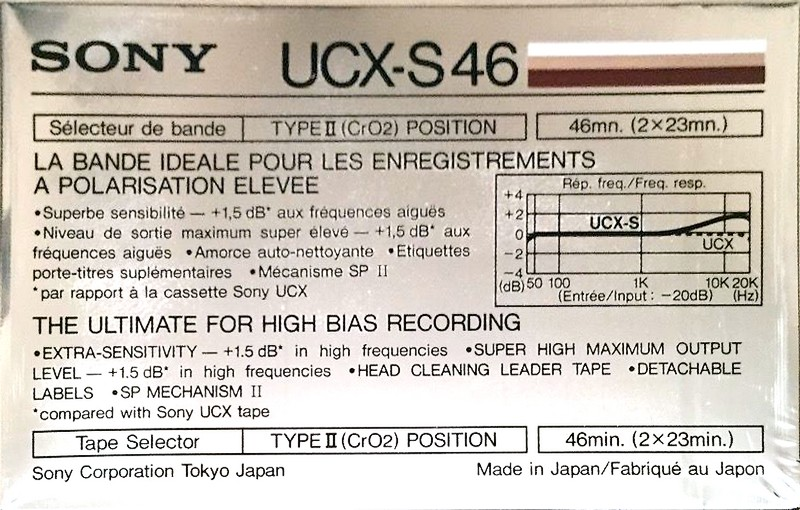 SONY UCX-S 46
Sélecteur de bande TYPE II (CrO2) POSITION 46mn. (2×23mn.)
LA BANDE IDEALE POUR LES ENREGISTREMENTS
A POLARISATION ELEVEE
•Superbe sensibilité — +1,5 dB* aux fréquences aiguës
•Niveau de sortie maximum super élevé — +1,5 dB* aux
fréquences aiguës •Amorce auto-nettoyante •Etiquettes
porte-titres suplémentaires •Mécanisme SP II
*par rapport à la cassette Sony UCX
Rép. freq./Freq. resp.
+4
+2
0
−2
−4
UCX-S
UCX
(dB) 50 100 1K 10K 20K
(Entrée/Input: −20dB) (Hz)
THE ULTIMATE FOR HIGH BIAS RECORDING
•EXTRA-SENSITIVITY — +1.5 dB* in high frequencies •SUPER HIGH MAXIMUM OUTPUT
LEVEL — +1.5 dB* in high frequencies •HEAD CLEANING LEADER TAPE •DETACHABLE
LABELS •SP MECHANISM II
*compared with Sony UCX tape
Tape Selector TYPE II (CrO2) POSITION 46min. (2×23min.)
Sony Corporation Tokyo Japan Made in Japan/Fabriqué au Japon